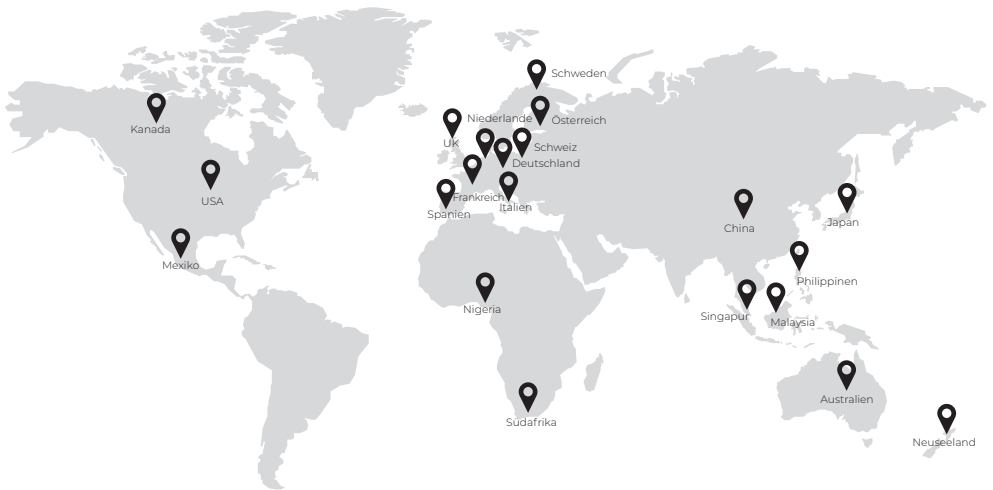 Schweden
Kanada
Niederlande
Österreich
UK
Schweiz
Deutschland
USA
Frankreich
Italien
Spanien
China
Japan
Mexiko
Philippinen
Nigeria
Singapur
Malaysia
Australien
Südafrika
Neuseeland